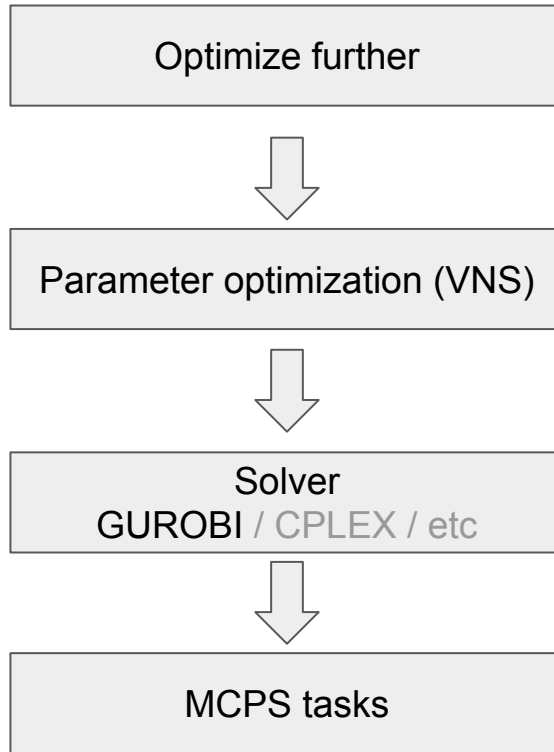 Optimize further
Parameter optimization (VNS)
Solver
GUROBI / CPLEX / etc
MCPS tasks